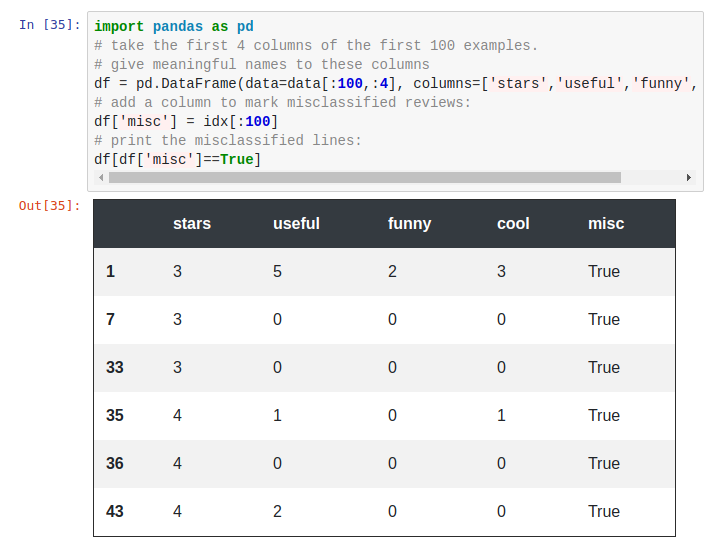 In [35]: import pandas as pd
# take the first 4 columns of the first 100 examples.
# give meaningful names to these columns
df = pd.DataFrame(data=data[:100,:4], columns=['stars','useful','funny',
# add a column to mark misclassified reviews:
df['misc'] = idx[:100]
# print the misclassified lines:
df[df['misc']==True]
Out[35]:
stars useful funny cool misc
1 3 5 2 3 True
7 3 0 0 0 True
33 3 0 0 0 True
35 4 1 0 1 True
36 4 0 0 0 True
43 4 2 0 0 True